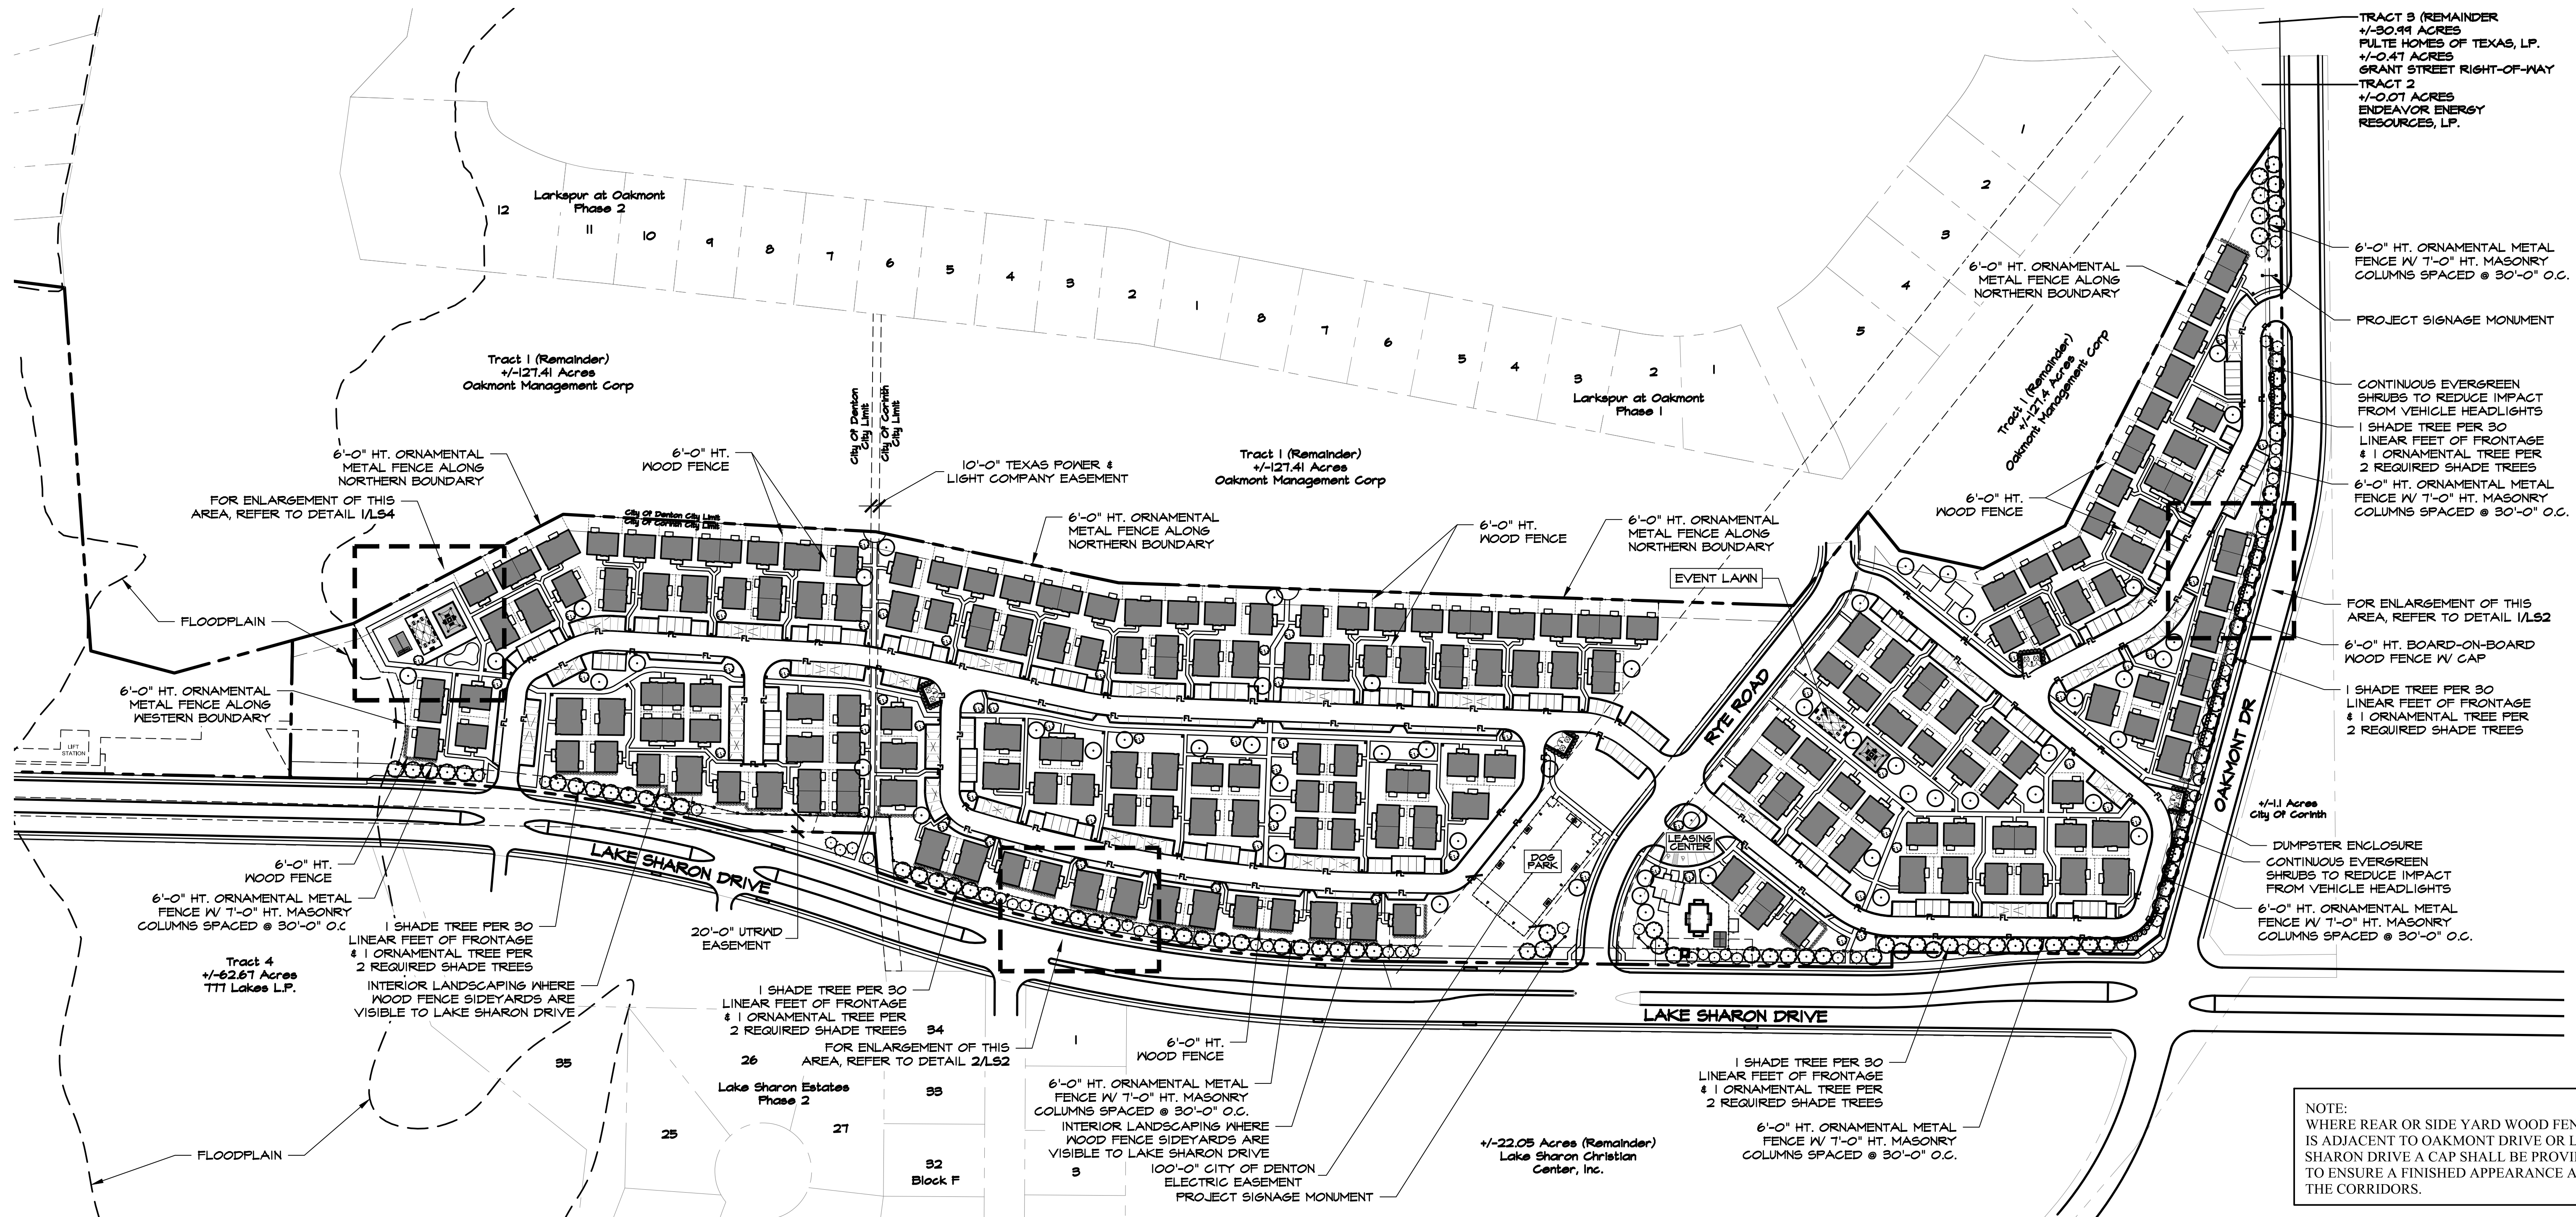 TRACT 3 (REMAINDER
+/-30.99 ACRES
PULTE HOMES OF TEXAS, LP.
+/-0.47 ACRES
GRANT STREET RIGHT-OF-WAY
TRACT 2
+/-0.07 ACRES
ENDEAVOR ENERGY
RESOURCES, LP.
Larkspur at Oakmont
Phase 2
12
11
10
9
8
7
6
5
4
3
2
1
8
7
6
5
4
3
2
1
Larkspur at Oakmont
Phase 1
1
2
3
4
5
6'-0" HT. ORNAMENTAL
METAL FENCE ALONG
NORTHERN BOUNDARY
6'-0" HT. ORNAMENTAL METAL
FENCE W/ 7'-0" HT. MASONRY
COLUMNS SPACED @ 30'-0" O.C.
PROJECT SIGNAGE MONUMENT
Tract 1 (Remainder)
+/-127.41 Acres
Oakmont Management Corp
City Of Denton
City Limit
City Of Corinth
City Limit
Tract 1 (Remainder)
+/-127.4 Acres
Oakmont Management Corp
CONTINUOUS EVERGREEN
SHRUBS TO REDUCE IMPACT
FROM VEHICLE HEADLIGHTS
1 SHADE TREE PER 30
LINEAR FEET OF FRONTAGE
& 1 ORNAMENTAL TREE PER
2 REQUIRED SHADE TREES
6'-0" HT. ORNAMENTAL METAL
FENCE W/ 7'-0" HT. MASONRY
COLUMNS SPACED @ 30'-0" O.C.
6'-0" HT. ORNAMENTAL
METAL FENCE ALONG
NORTHERN BOUNDARY
FOR ENLARGEMENT OF THIS
AREA, REFER TO DETAIL 1/LS4
6'-0" HT.
WOOD FENCE
10'-0" TEXAS POWER &
LIGHT COMPANY EASEMENT
Tract 1 (Remainder)
+/-127.41 Acres
Oakmont Management Corp
City Of Denton City Limit
City Of Corinth City Limit
6'-0" HT. ORNAMENTAL
METAL FENCE ALONG
NORTHERN BOUNDARY
6'-0" HT.
WOOD FENCE
6'-0" HT. ORNAMENTAL
METAL FENCE ALONG
NORTHERN BOUNDARY
6'-0" HT.
WOOD FENCE
EVENT LAWN
FLOODPLAIN
FOR ENLARGEMENT OF THIS
AREA, REFER TO DETAIL 1/LS2
6'-0" HT. BOARD-ON-BOARD
WOOD FENCE W/ CAP
1 SHADE TREE PER 30
LINEAR FEET OF FRONTAGE
& 1 ORNAMENTAL TREE PER
2 REQUIRED SHADE TREES
6'-0" HT. ORNAMENTAL
METAL FENCE ALONG
WESTERN BOUNDARY
LIFT
STATION
RYE ROAD
OAKMONT DR
+/-1.1 Acres
City Of Corinth
LEASING
CENTER
DOG
PARK
DUMPSTER ENCLOSURE
CONTINUOUS EVERGREEN
SHRUBS TO REDUCE IMPACT
FROM VEHICLE HEADLIGHTS
6'-0" HT. ORNAMENTAL METAL
FENCE W/ 7'-0" HT. MASONRY
COLUMNS SPACED @ 30'-0" O.C.
LAKE SHARON DRIVE
6'-0" HT.
WOOD FENCE
6'-0" HT. ORNAMENTAL METAL
FENCE W/ 7'-0" HT. MASONRY
COLUMNS SPACED @ 30'-0" O.C
1 SHADE TREE PER 30
LINEAR FEET OF FRONTAGE
& 1 ORNAMENTAL TREE PER
2 REQUIRED SHADE TREES
Tract 4
+/-62.67 Acres
777 Lakes L.P.
INTERIOR LANDSCAPING WHERE
WOOD FENCE SIDEYARDS ARE
VISIBLE TO LAKE SHARON DRIVE
20'-0" UTRWD
EASEMENT
1 SHADE TREE PER 30
LINEAR FEET OF FRONTAGE
& 1 ORNAMENTAL TREE PER
2 REQUIRED SHADE TREES
34
FOR ENLARGEMENT OF THIS
AREA, REFER TO DETAIL 2/LS2
LAKE SHARON DRIVE
35
26
1
Lake Sharon Estates
Phase 2
33
25
27
32
Block F
3
FLOODPLAIN
6'-0" HT.
WOOD FENCE
6'-0" HT. ORNAMENTAL METAL
FENCE W/ 7'-0" HT. MASONRY
COLUMNS SPACED @ 30'-0" O.C.
INTERIOR LANDSCAPING WHERE
WOOD FENCE SIDEYARDS ARE
VISIBLE TO LAKE SHARON DRIVE
100'-0" CITY OF DENTON
ELECTRIC EASEMENT
PROJECT SIGNAGE MONUMENT
+/-22.05 Acres (Remainder)
Lake Sharon Christian
Center, Inc.
1 SHADE TREE PER 30
LINEAR FEET OF FRONTAGE
& 1 ORNAMENTAL TREE PER
2 REQUIRED SHADE TREES
6'-0" HT. ORNAMENTAL METAL
FENCE W/ 7'-0" HT. MASONRY
COLUMNS SPACED @ 30'-0" O.C.
NOTE:
WHERE REAR OR SIDE YARD WOOD FEN
IS ADJACENT TO OAKMONT DRIVE OR L
SHARON DRIVE A CAP SHALL BE PROVI
TO ENSURE A FINISHED APPEARANCE A
THE CORRIDORS.